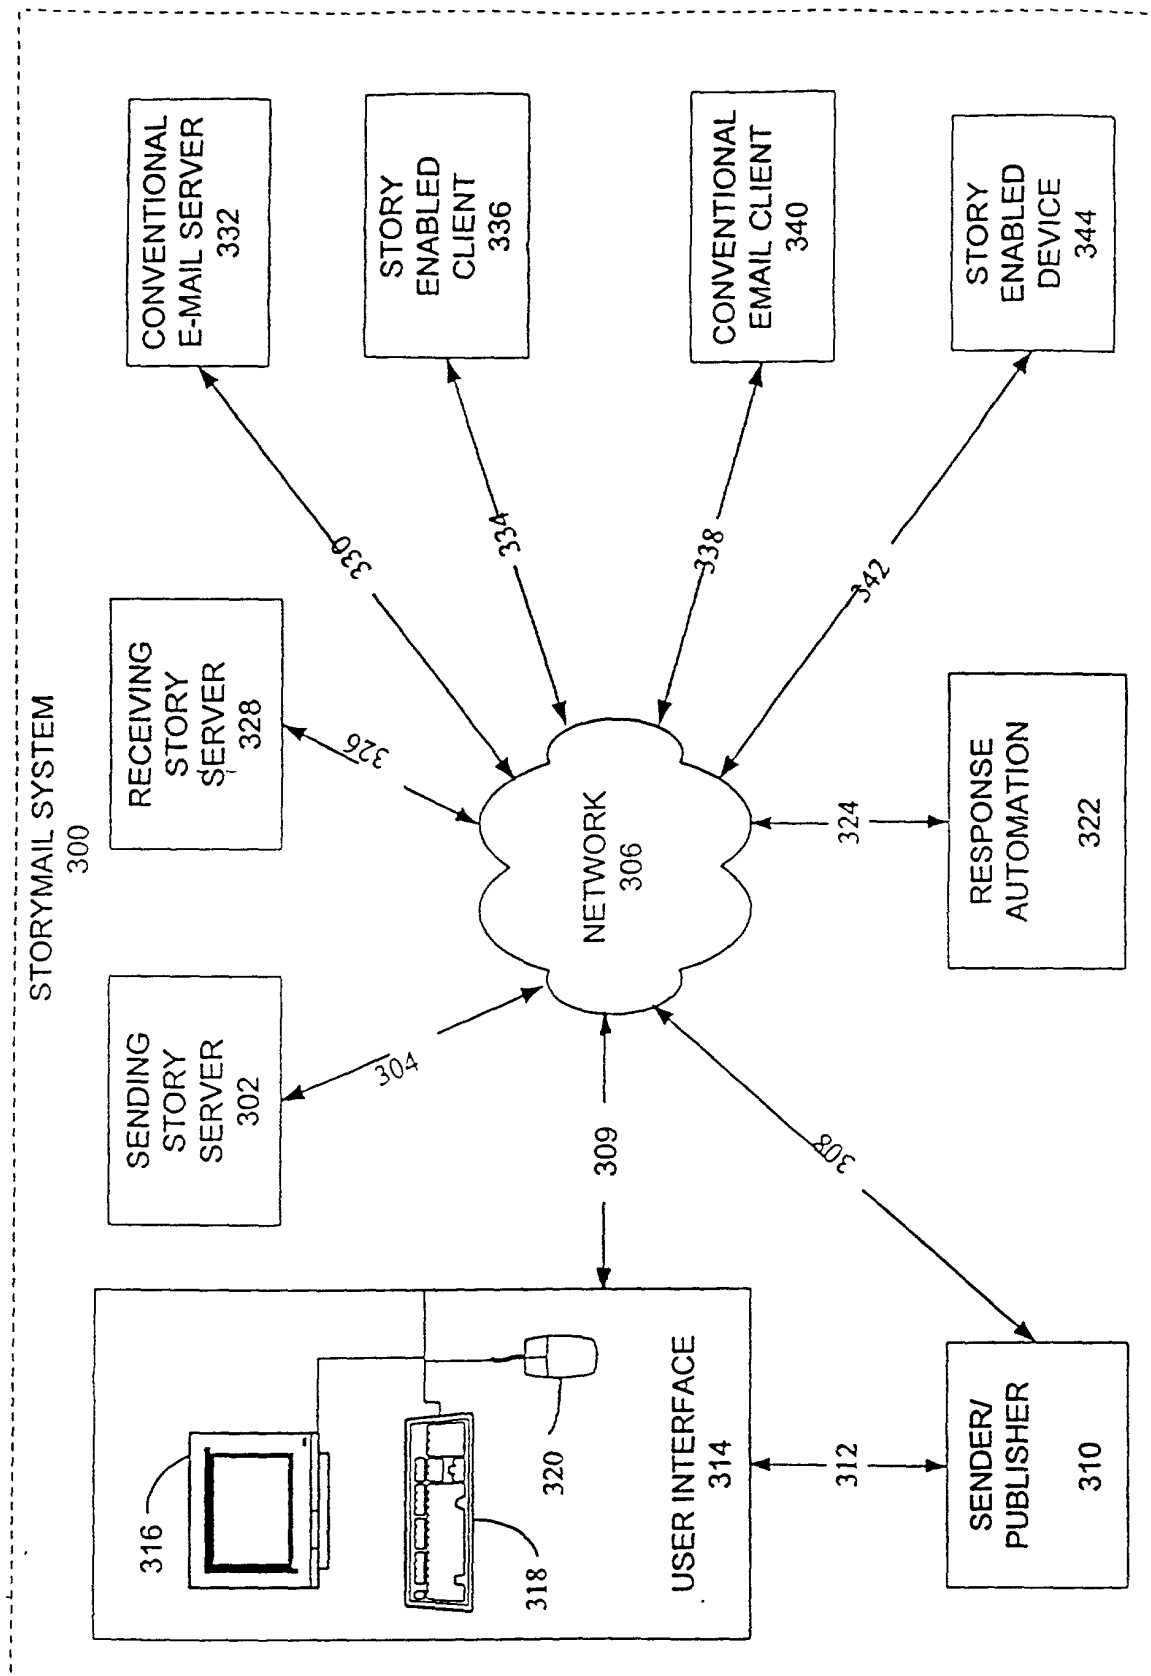 STORYMAIL SYSTEM
300
SENDING
STORY
SERVER
302
RECEIVING
STORY
SERVER
328
CONVENTIONAL
E-MAIL SERVER
332
STORY
ENABLED
CLIENT
336
CONVENTIONAL
EMAIL CLIENT
340
STORY
ENABLED
DEVICE
344
304
326
330
334
338
342
NETWORK
306
309
308
324
316
318
320
USER INTERFACE
314
312
SENDER/
PUBLISHER
310
RESPONSE
AUTOMATION
322